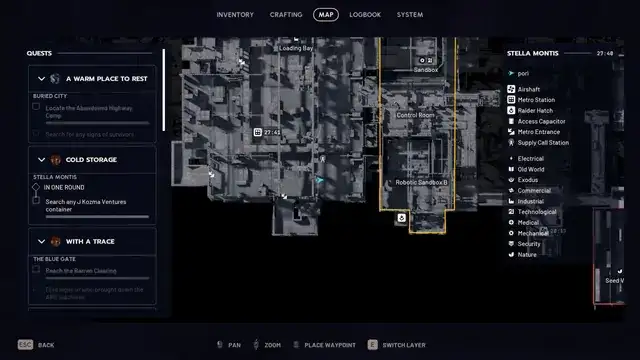 INVENTORY
CRAFTING
MAP
LOGBOOK
SYSTEM
QUESTS
A WARM PLACE TO REST
BURIED CITY
Locate the Abandoned Highway
Camp
Search for any signs of survivors
COLD STORAGE
STELLA MONTIS
IN ONE ROUND
Search any J Kozma Ventures
container
WITH A TRACE
THE BLUE GATE
Reach the Barren Clearing
Loading Bay
27:41
Sandbox
Control Room
Robotic Sandbox B
STELLA MONTIS
27:40
pori
Airshaft
Metro Station
Raider Hatch
Access Capacitor
Metro Entrance
Supply Call Station
Electrical
Old World
Exodus
Commercial
Industrial
Technological
Medical
Mechanical
Security
Nature
Seed V
ESC BACK
PAN
ZOOM
PLACE WAYPOINT
E SWITCH LAYER